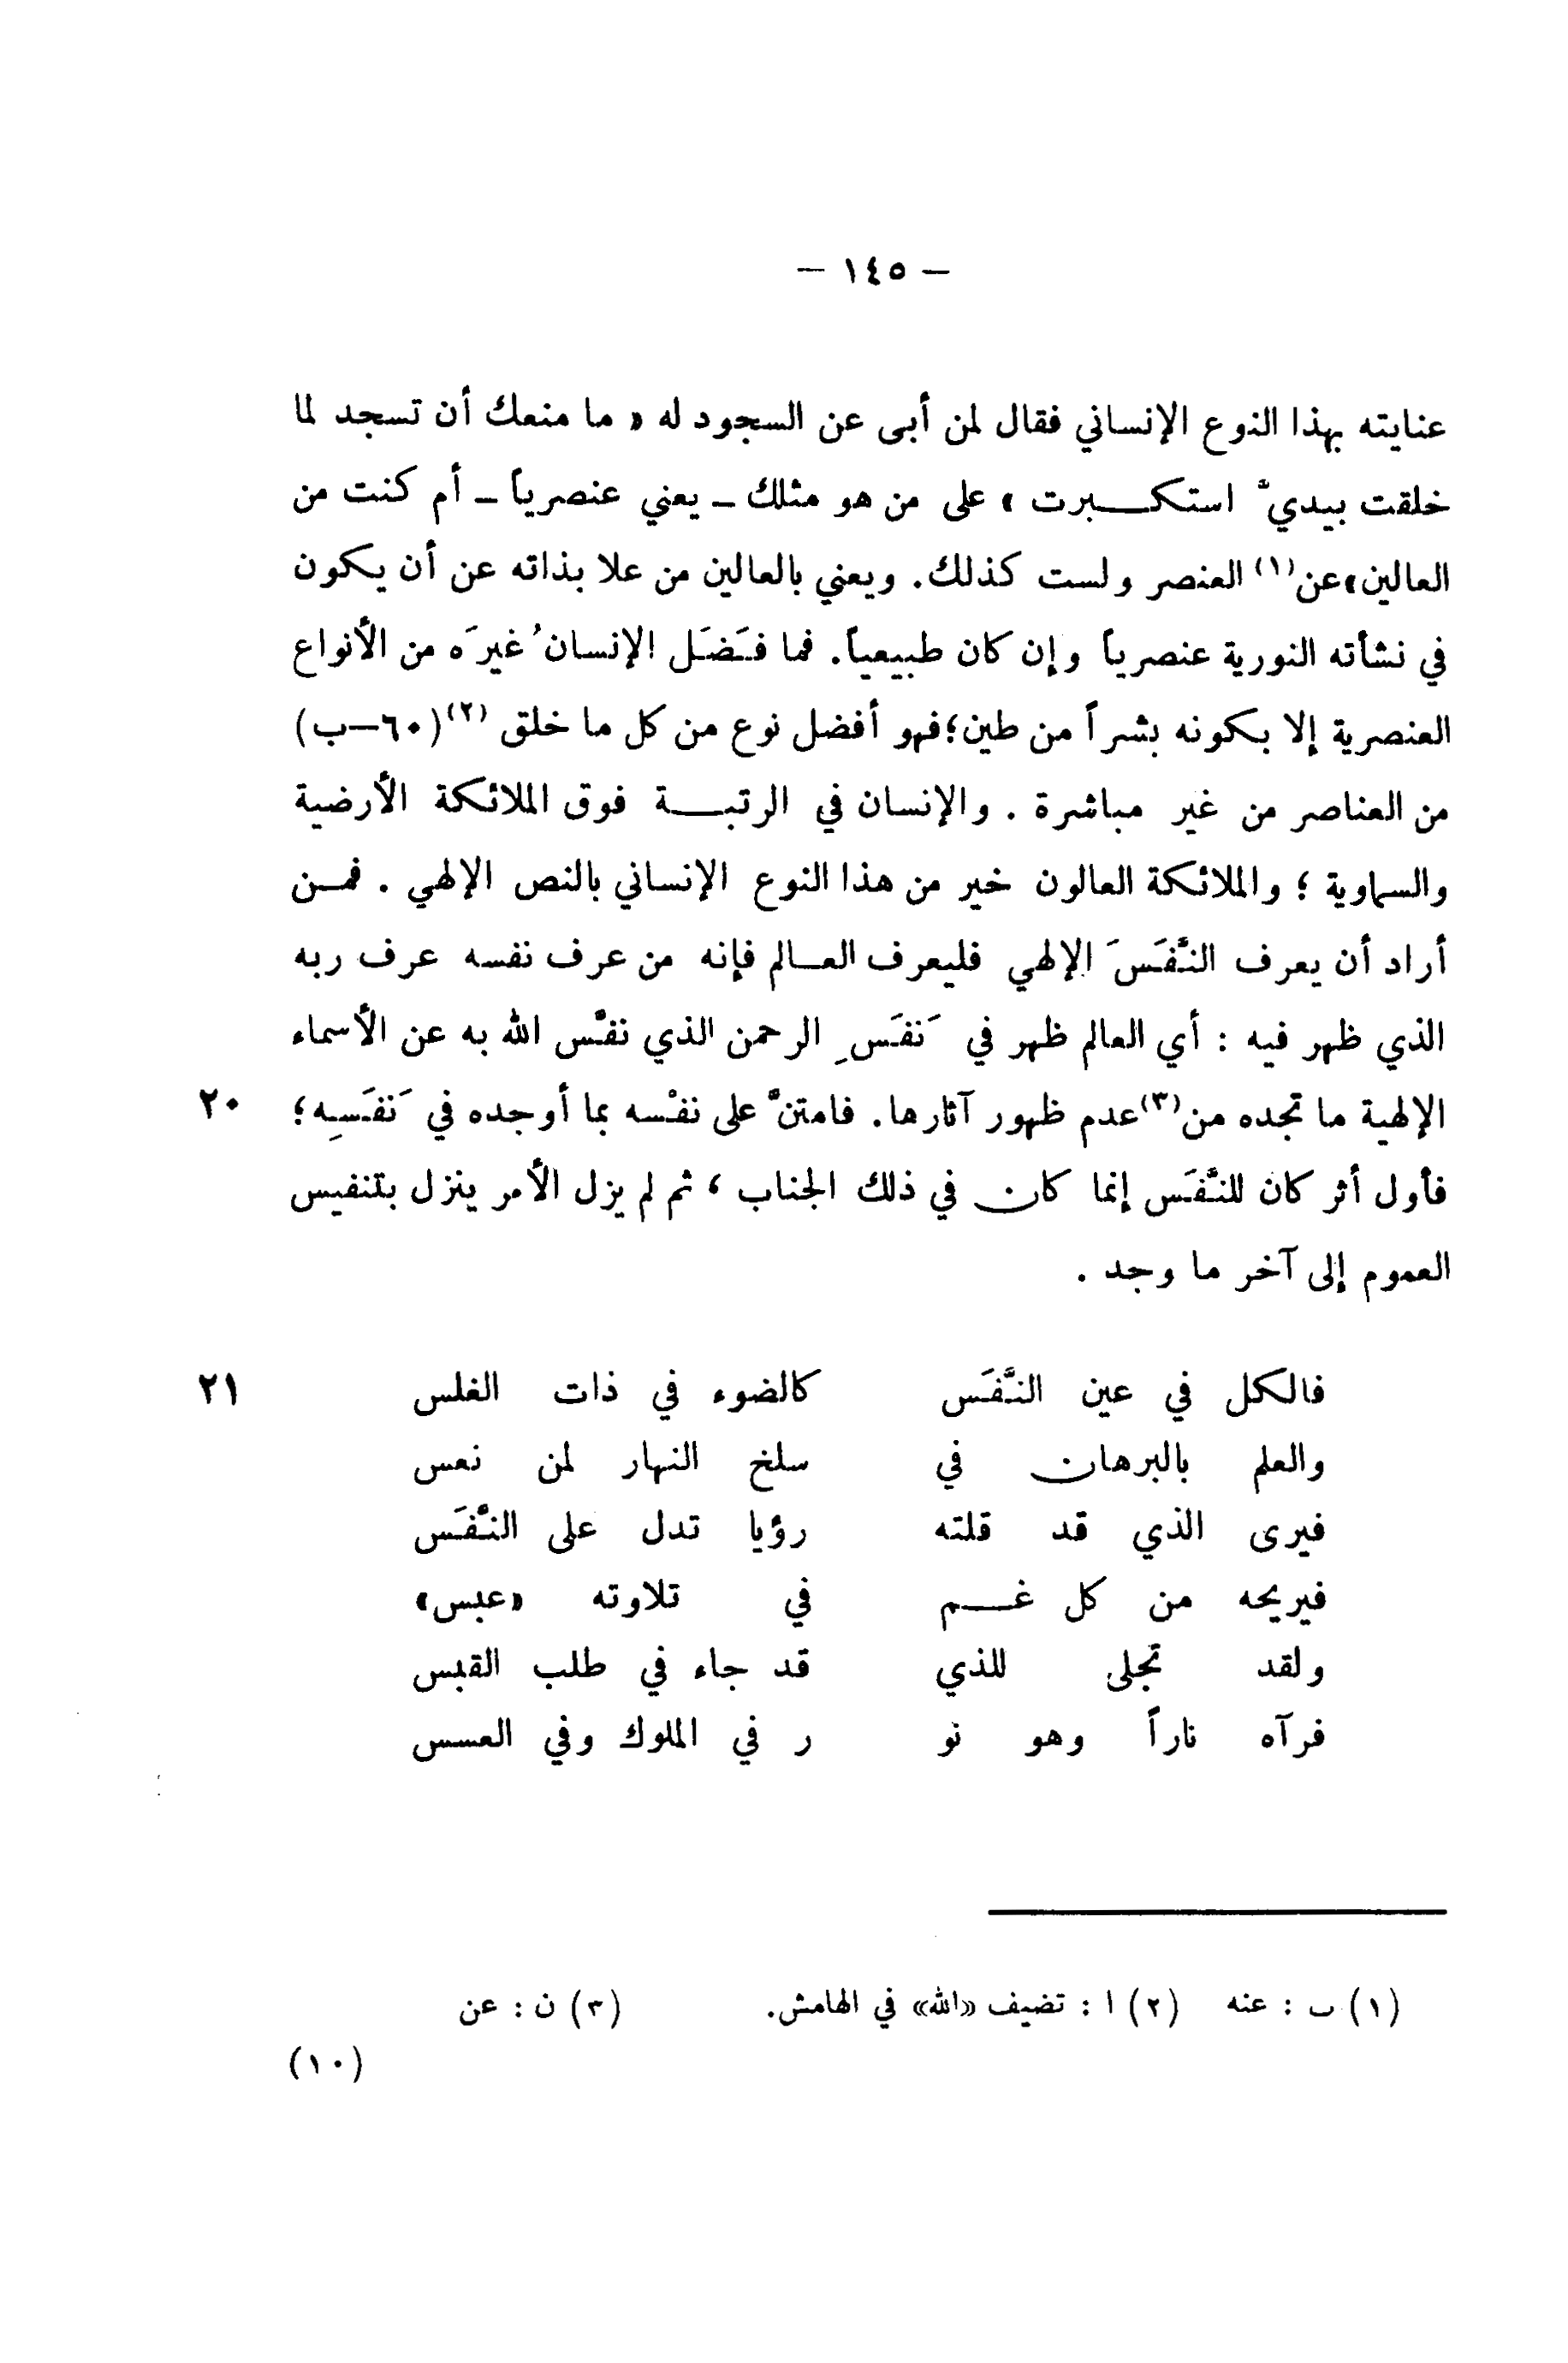 — ١٤٥ —
عنايته بهذا النوع الإنساني فقال لمن أبى عن السجود له « ما منعك أن تسجد لما
خلقت بيديَّ استكـــبرت » على من هو مثلك ــ يعني عنصرياً ــ أم كنت من
العالين»عن(١) العنصر ولست كذلك. ويعني بالعالين من علا بذاته عن أن يكون
في نشأته النورية عنصرياً وإن كان طبيعياً. فما فَضَل الإنسانُ غيرَه من الأنواع
العنصرية إلا بكونه بشراً من طين؛فهو أفضل نوع من كل ما خلق (٢)(٦٠–ب)
من العناصر من غير مباشرة . والإنسان في الرتبـــة فوق الملائكة الأرضية
والسماوية ؛ والملائكة العالون خير من هذا النوع الإنساني بالنص الإلهي . فمـن
أراد أن يعرف النَّفَسَ الإلهي فليعرف العـالم فإنه من عرف نفسه عرف ربه
الذي ظهر فيه : أي العالم ظهر في نَفَسِ الرحمن الذي نفَّس الله به عن الأسماء
الإلهية ما تجده من(٣)عدم ظهور آثارها. فامتنَّ على نفْسه بما أوجده في نَفَسِه؛ ٢٠
فأول أثر كان للنَّفَس إنما كان في ذلك الجناب ، ثم لم يزل الأمر ينزل بتنفيس
العموم إلى آخر ما وجد .
فالكل في عين النَّفَس كالضوء في ذات الغلس ٢١
والعلم بالبرهان في سلخ النهار لمن نعس
فيرى الذي قد قلته رؤيا تدل على النَّفَس
فيريحه من كل غـــم في تلاوته «عبس»
ولقد تجلى للذي قد جاء في طلب القبس
فرآه ناراً وهو نو ر في الملوك وفي العسس
(١) ب : عنه (٢) ا : تضيف «الله» في الهامش. (٣) ن : عن
(١٠)